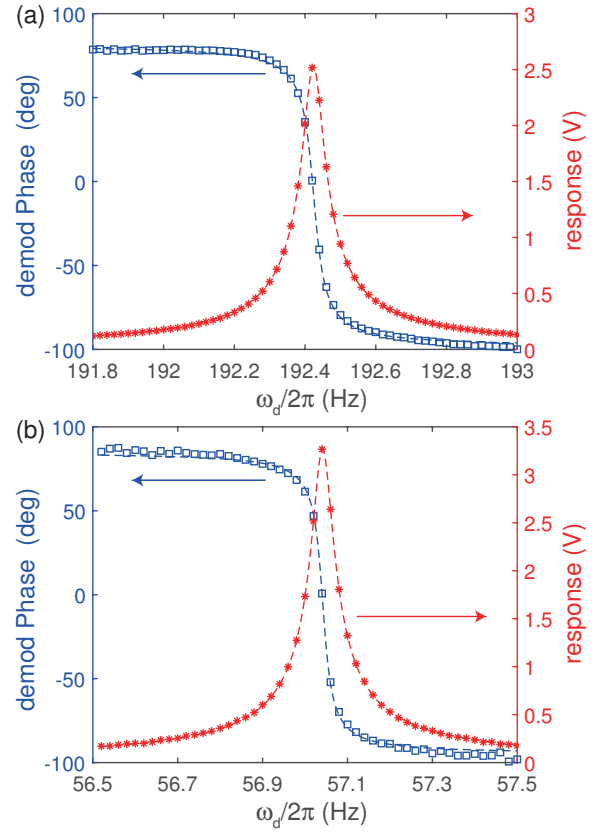 (a)
demod Phase (deg)
100
50
0
-50
-100
191.8 192 192.2 192.4 192.6 192.8 193
ω_d/2π (Hz)
3
2.5
2
1.5
1
0.5
0
response (V)
(b)
demod Phase (deg)
100
50
0
-50
-100
56.5 56.7 56.9 57.1 57.3 57.5
ω_d/2π (Hz)
3.5
3
2.5
2
1.5
1
0.5
0
response (V)